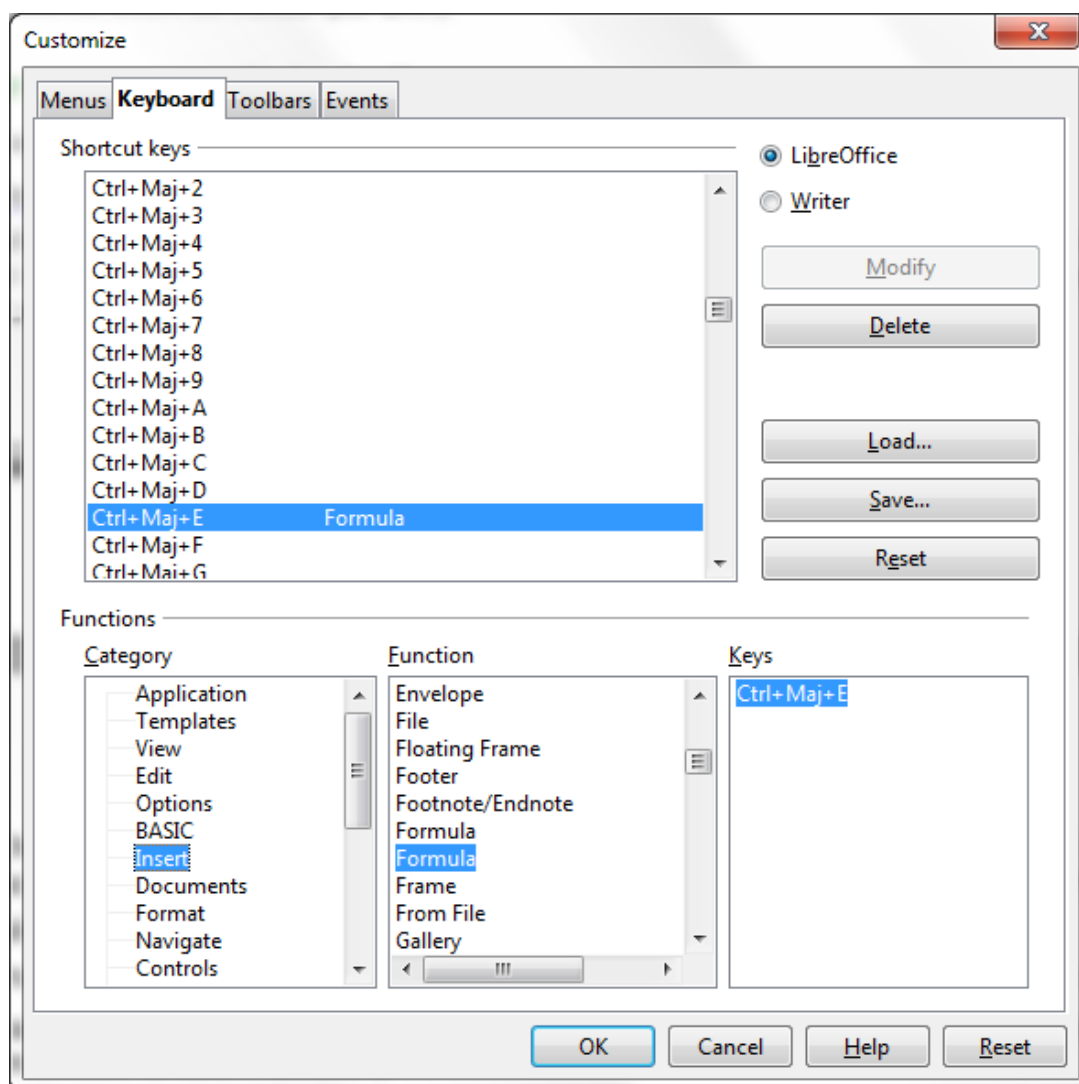 Customize
Menus Keyboard Toolbars Events
Shortcut keys
Ctrl+Maj+2
Ctrl+Maj+3
Ctrl+Maj+4
Ctrl+Maj+5
Ctrl+Maj+6
Ctrl+Maj+7
Ctrl+Maj+8
Ctrl+Maj+9
Ctrl+Maj+A
Ctrl+Maj+B
Ctrl+Maj+C
Ctrl+Maj+D
Ctrl+Maj+E Formula
Ctrl+Maj+F
Ctrl+Maj+G
LibreOffice
Writer
Modify
Delete
Load...
Save...
Reset
Functions
Category
Application
Templates
View
Edit
Options
BASIC
Insert
Documents
Format
Navigate
Controls
Function
Envelope
File
Floating Frame
Footer
Footnote/Endnote
Formula
Formula
Frame
From File
Gallery
Keys
Ctrl+Maj+E
OK Cancel Help Reset